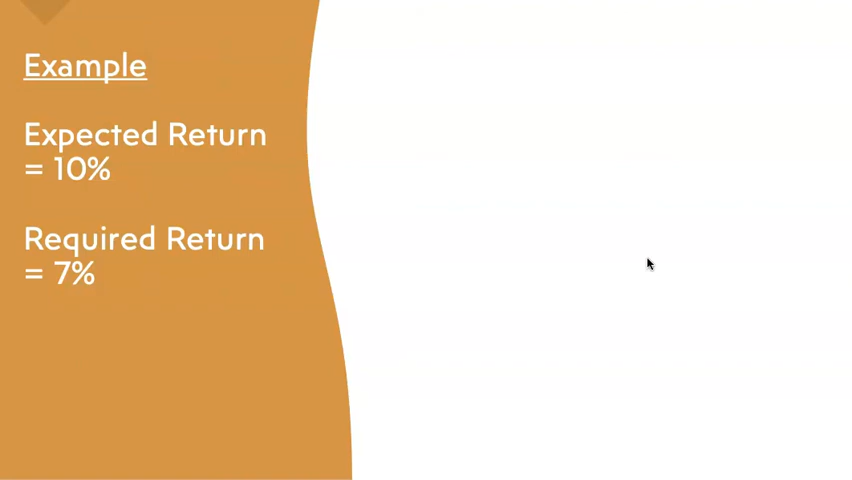 Example
Expected Return
= 10%
Required Return
= 7%